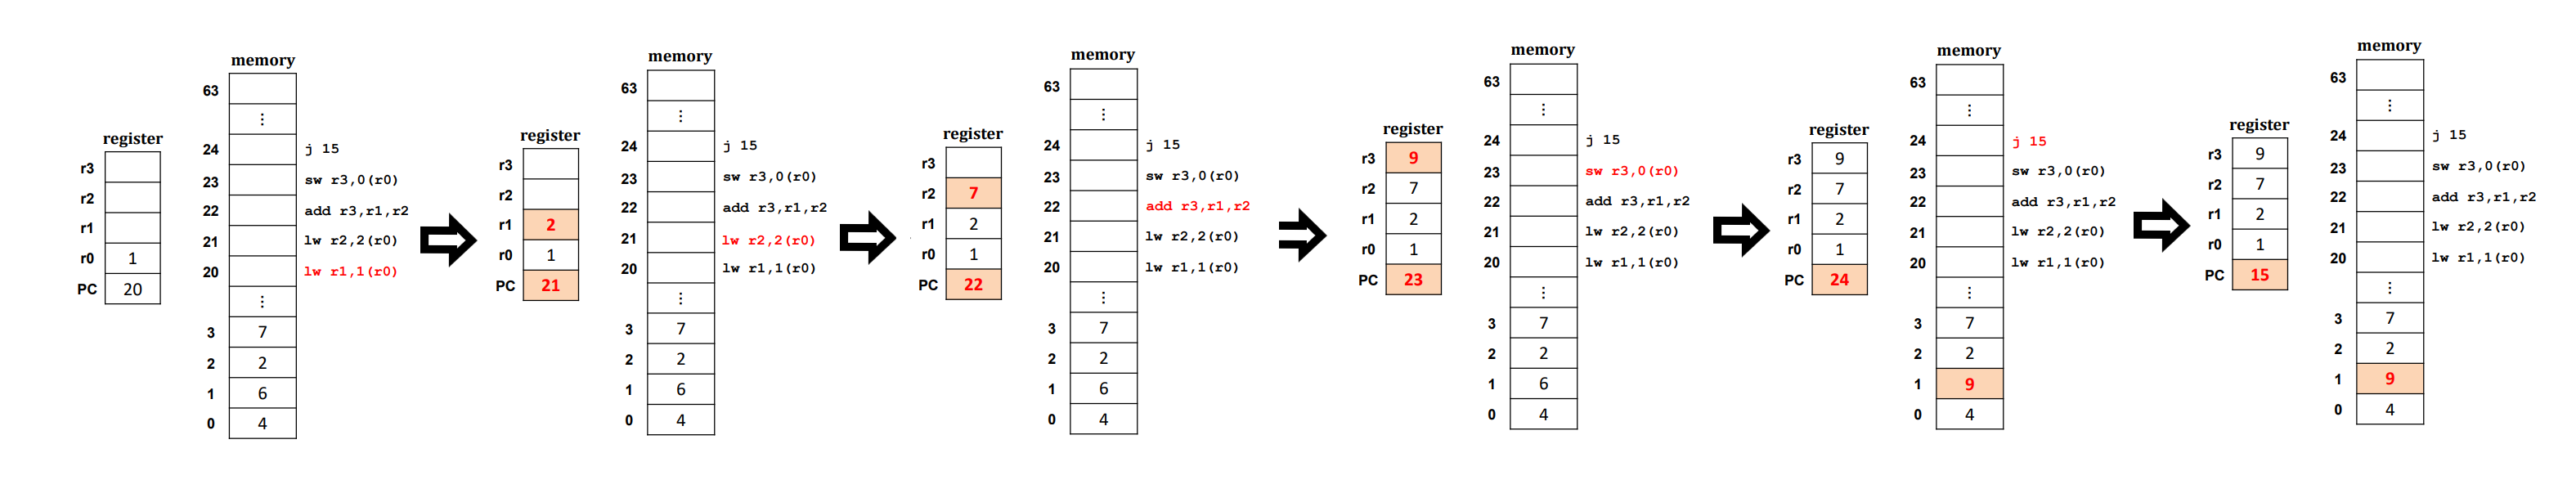 memory
63
⋮
register
24 j 15
r3
23 sw r3,0(r0)
r2
22 add r3,r1,r2
r1
21 lw r2,2(r0)
r0 1
20 lw r1,1(r0)
PC 20
⋮
3 7
2 2
1 6
0 4
memory
63
⋮
register
24 j 15
r3
23 sw r3,0(r0)
r2
22 add r3,r1,r2
r1 2
21 lw r2,2(r0)
r0 1
20 lw r1,1(r0)
PC 21
⋮
3 7
2 2
1 6
0 4
memory
63
⋮
register
24 j 15
r3
23 sw r3,0(r0)
r2 7
22 add r3,r1,r2
r1 2
21 lw r2,2(r0)
r0 1
20 lw r1,1(r0)
PC 22
⋮
3 7
2 2
1 6
0 4
memory
63
⋮
register
24 j 15
r3 9
23 sw r3,0(r0)
r2 7
22 add r3,r1,r2
r1 2
21 lw r2,2(r0)
r0 1
20 lw r1,1(r0)
PC 23
⋮
3 7
2 2
1 6
0 4
memory
63
⋮
register
24 j 15
r3 9
23 sw r3,0(r0)
r2 7
22 add r3,r1,r2
r1 2
21 lw r2,2(r0)
r0 1
20 lw r1,1(r0)
PC 24
⋮
3 7
2 2
1 9
0 4
memory
63
⋮
register
24 j 15
r3 9
23 sw r3,0(r0)
r2 7
22 add r3,r1,r2
r1 2
21 lw r2,2(r0)
r0 1
20 lw r1,1(r0)
PC 15
⋮
3 7
2 2
1 9
0 4